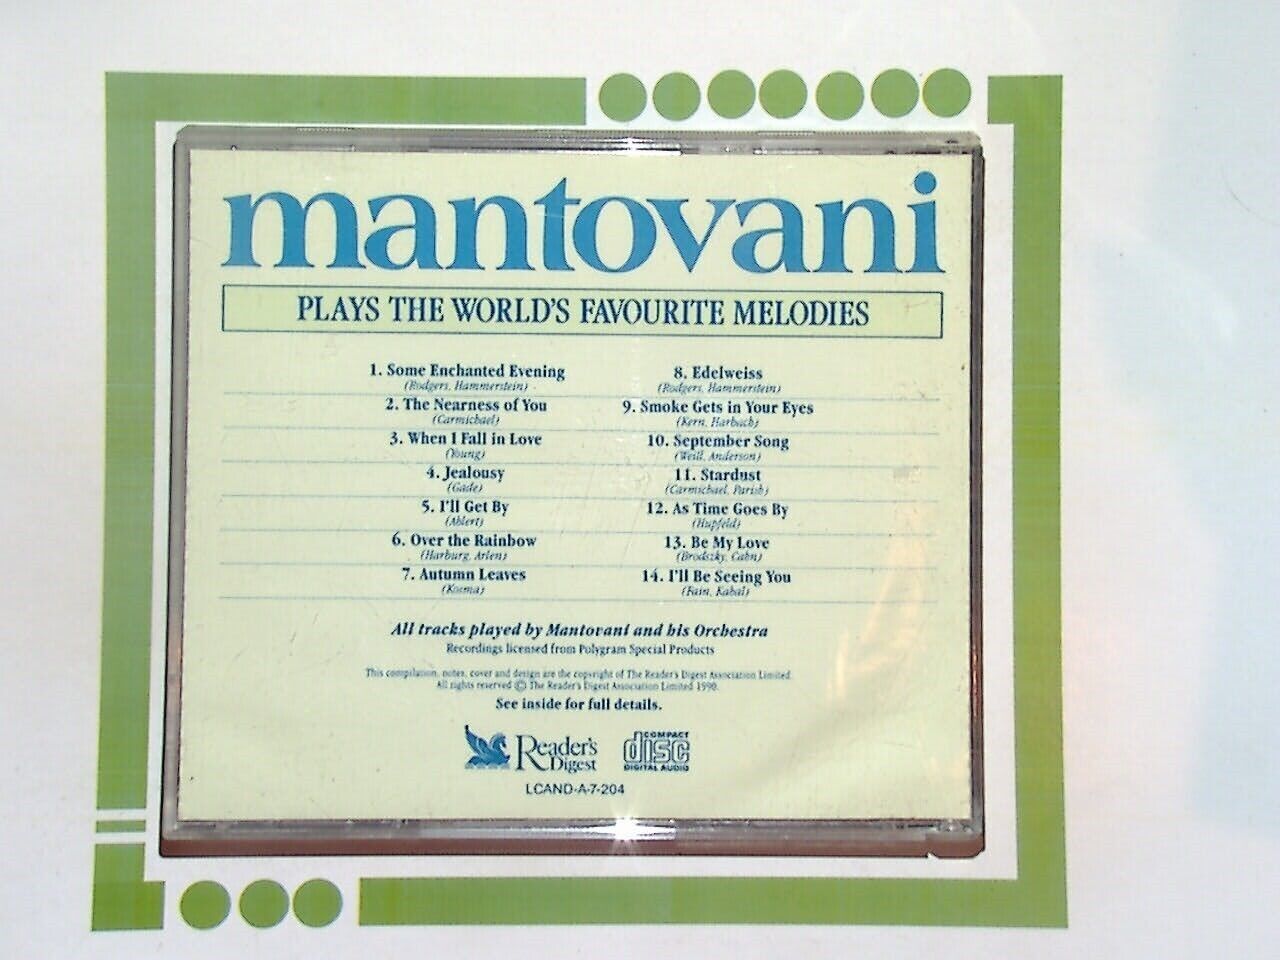 mantovani
PLAYS THE WORLD'S FAVOURITE MELODIES
1. Some Enchanted Evening
(Rodgers, Hammerstein)
2. The Nearness of You
(Carmichael)
3. When I Fall in Love
(Young)
4. Jealousy
(Gade)
5. I'll Get By
(Ahlert)
6. Over the Rainbow
(Harburg, Arlen)
7. Autumn Leaves
(Kosma)
8. Edelweiss
(Rodgers, Hammerstein)
9. Smoke Gets in Your Eyes
(Kern, Harbach)
10. September Song
(Weill, Anderson)
11. Stardust
(Carmichael, Parish)
12. As Time Goes By
(Hupfeld)
13. Be My Love
(Brodszky, Cahn)
14. I'll Be Seeing You
(Fain, Kahal)
All tracks played by Mantovani and his Orchestra
Recordings licensed from Polygram Special Products
This compilation, notes, cover and design are the copyright of The Reader's Digest Association Limited.
All rights reserved © The Reader's Digest Association Limited 1990.
See inside for full details.
Reader's
Digest
COMPACT
disc
DIGITAL AUDIO
LCAND-A-7-204